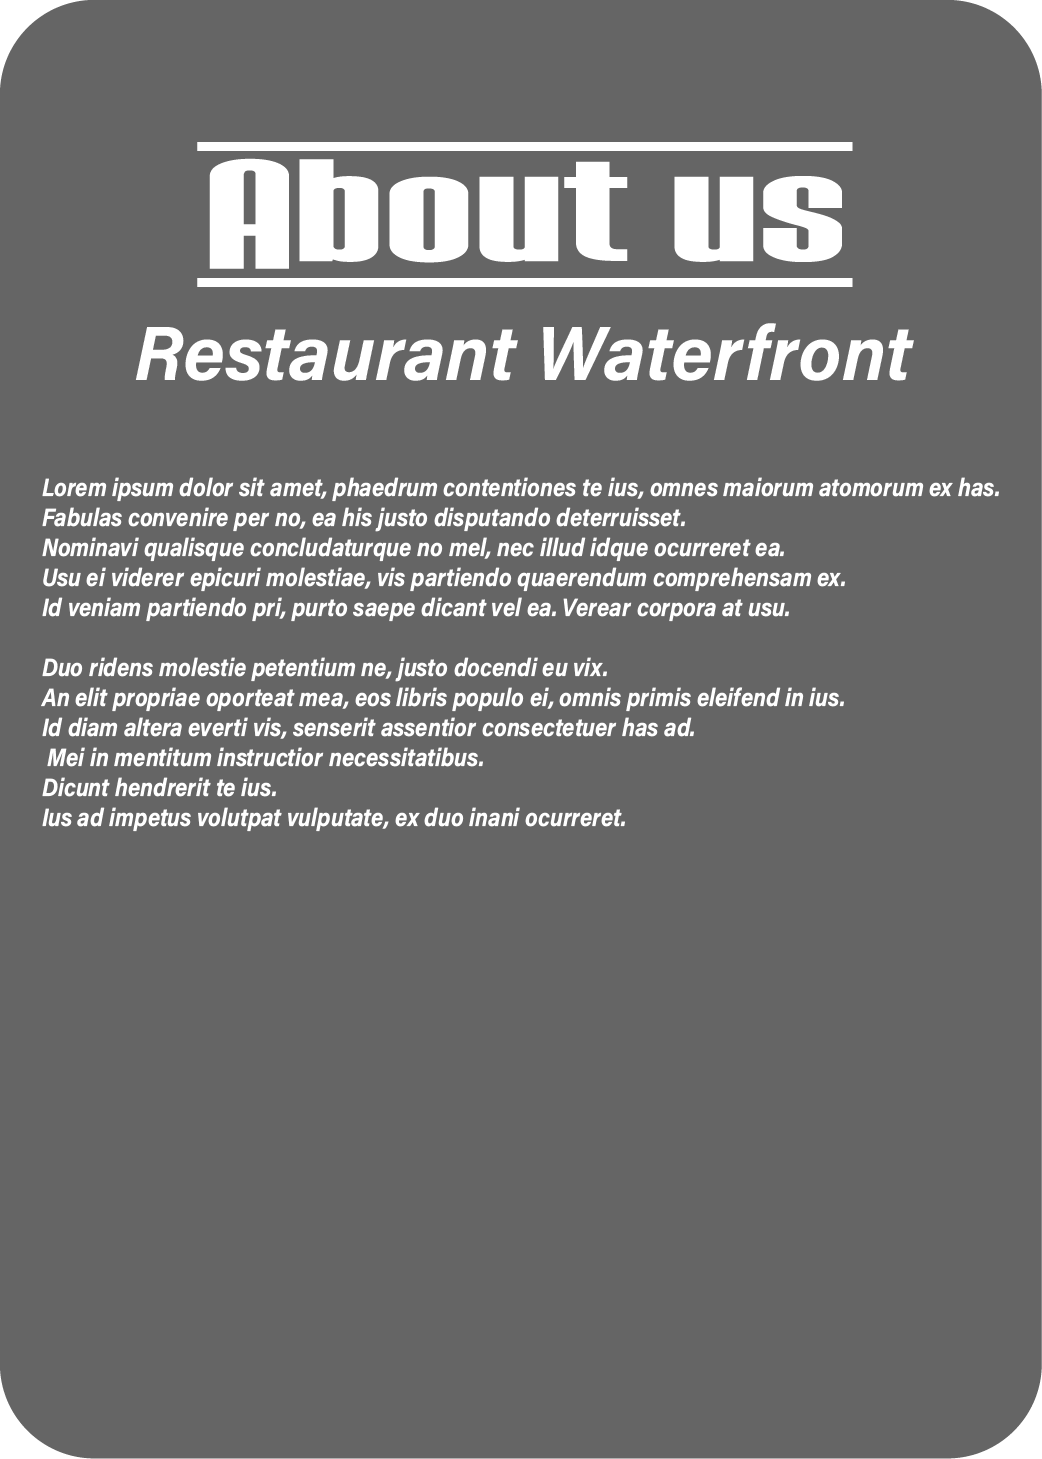 About us
Restaurant Waterfront
Lorem ipsum dolor sit amet, phaedrum contentiones te ius, omnes maiorum atomorum ex has.
Fabulas convenire per no, ea his justo disputando deterruisset.
Nominavi qualisque concludaturque no mel, nec illud idque ocurreret ea.
Usu ei viderer epicuri molestiae, vis partiendo quaerendum comprehensam ex.
Id veniam partiendo pri, purto saepe dicant vel ea. Verear corpora at usu.
Duo ridens molestie petentium ne, justo docendi eu vix.
An elit propriae oporteat mea, eos libris populo ei, omnis primis eleifend in ius.
Id diam altera everti vis, senserit assentior consectetuer has ad.
Mei in mentitum instructior necessitatibus.
Dicunt hendrerit te ius.
Ius ad impetus volutpat vulputate, ex duo inani ocurreret.